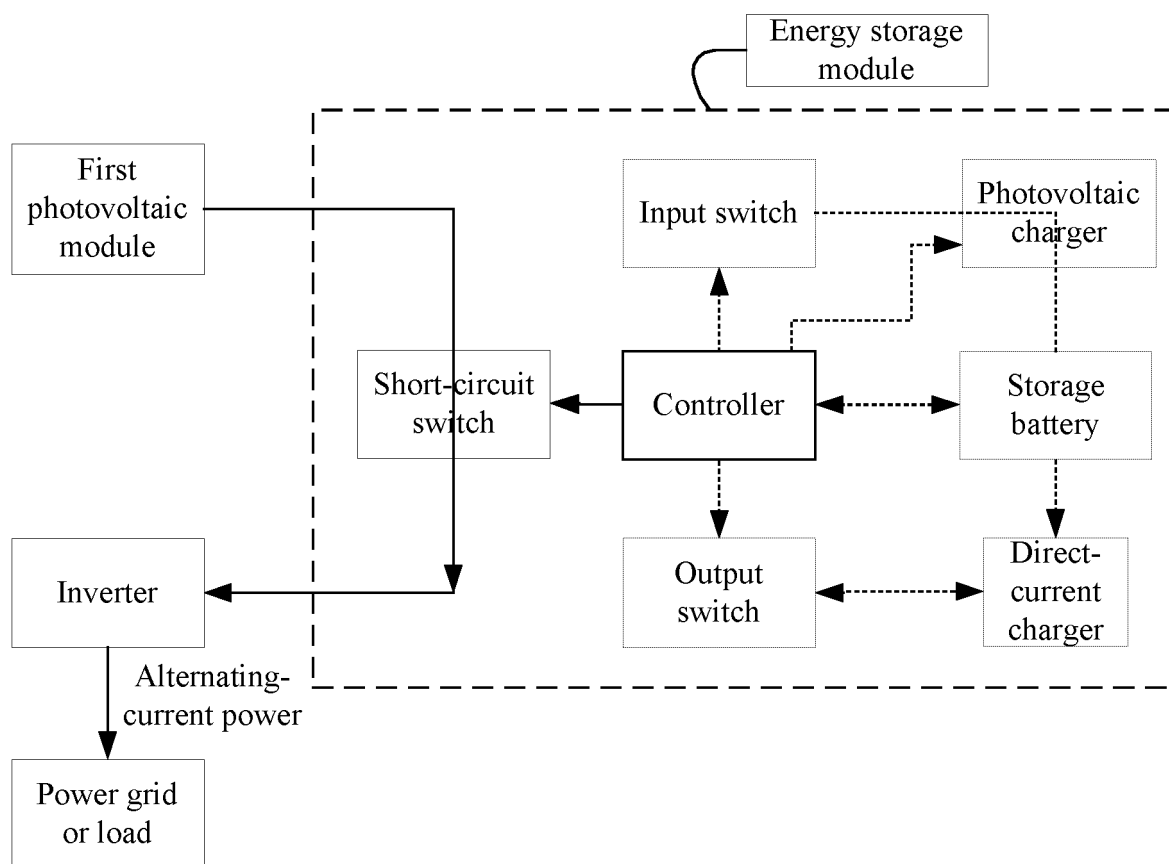 Energy storage
module
First
photovoltaic
module
Input switch
Photovoltaic
charger
Short-circuit
switch
Controller
Storage
battery
Inverter
Output
switch
Direct-
current
charger
Alternating-
current power
Power grid
or load